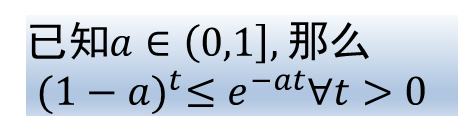 已知a ∈ (0,1], 那么
(1 − a)ᵗ ≤ e⁻ᵃᵗ∀t > 0